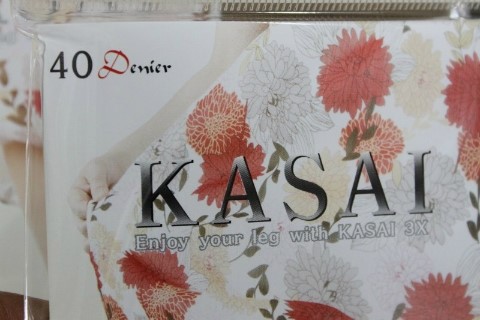 40 Denier
KASAI
Enjoy your leg with KASAI 3X